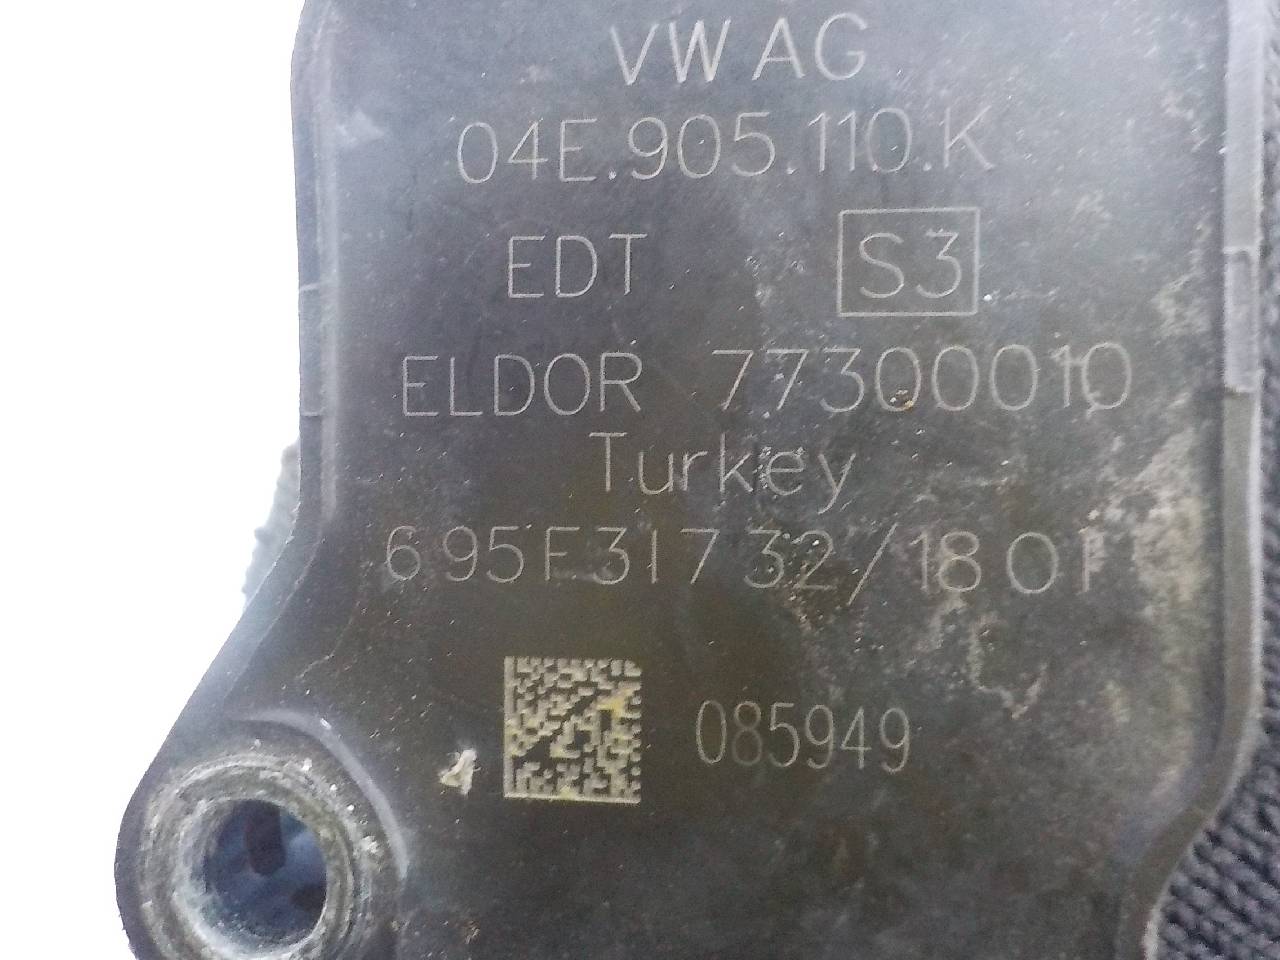 VW AG
04E.905.110.K
EDT S3
ELDOR 77300010
Turkey
695F31732/1801
085949